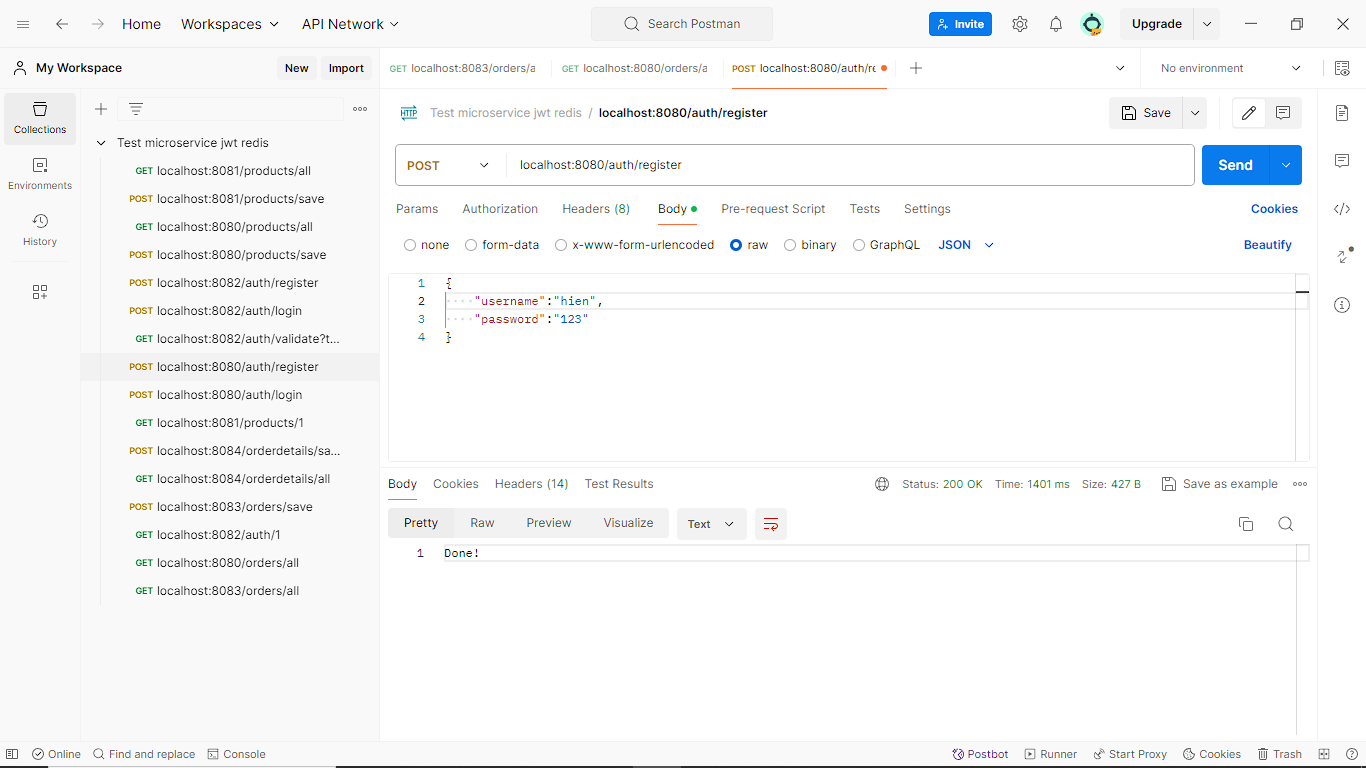 Home Workspaces API Network Search Postman Invite Upgrade
My Workspace New Import
GET localhost:8083/orders/a GET localhost:8080/orders/a POST localhost:8080/auth/re No environment
Collections
Environments
History
Test microservice jwt redis
GET localhost:8081/products/all
POST localhost:8081/products/save
GET localhost:8080/products/all
POST localhost:8080/products/save
POST localhost:8082/auth/register
POST localhost:8082/auth/login
GET localhost:8082/auth/validate?t...
POST localhost:8080/auth/register
POST localhost:8080/auth/login
GET localhost:8081/products/1
POST localhost:8084/orderdetails/sa...
GET localhost:8084/orderdetails/all
POST localhost:8083/orders/save
GET localhost:8082/auth/1
GET localhost:8080/orders/all
GET localhost:8083/orders/all
HTTP Test microservice jwt redis / localhost:8080/auth/register Save
POST localhost:8080/auth/register Send
Params Authorization Headers (8) Body Pre-request Script Tests Settings Cookies
none form-data x-www-form-urlencoded raw binary GraphQL JSON Beautify
1 {
2 ····"username":"hien",
3 ····"password":"123"
4 }
Body Cookies Headers (14) Test Results Status: 200 OK Time: 1401 ms Size: 427 B Save as example
Pretty Raw Preview Visualize Text
1 Done!
Online Find and replace Console Postbot Runner Start Proxy Cookies Trash